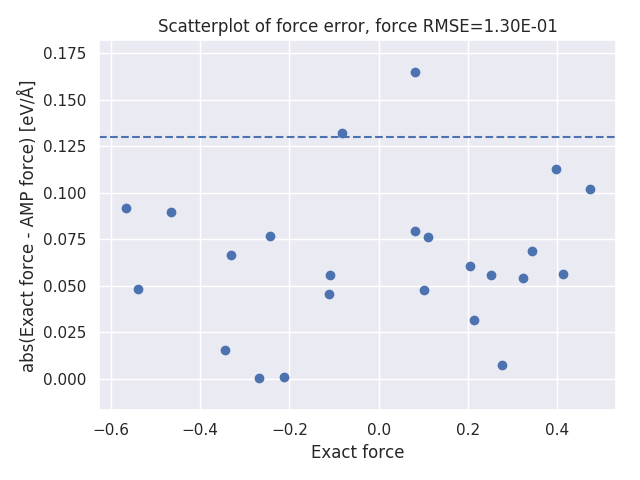 Scatterplot of force error, force RMSE=1.30E-01
abs(Exact force - AMP force) [eV/Å]
0.175
0.150
0.125
0.100
0.075
0.050
0.025
0.000
−0.6 −0.4 −0.2 0.0 0.2 0.4
Exact force